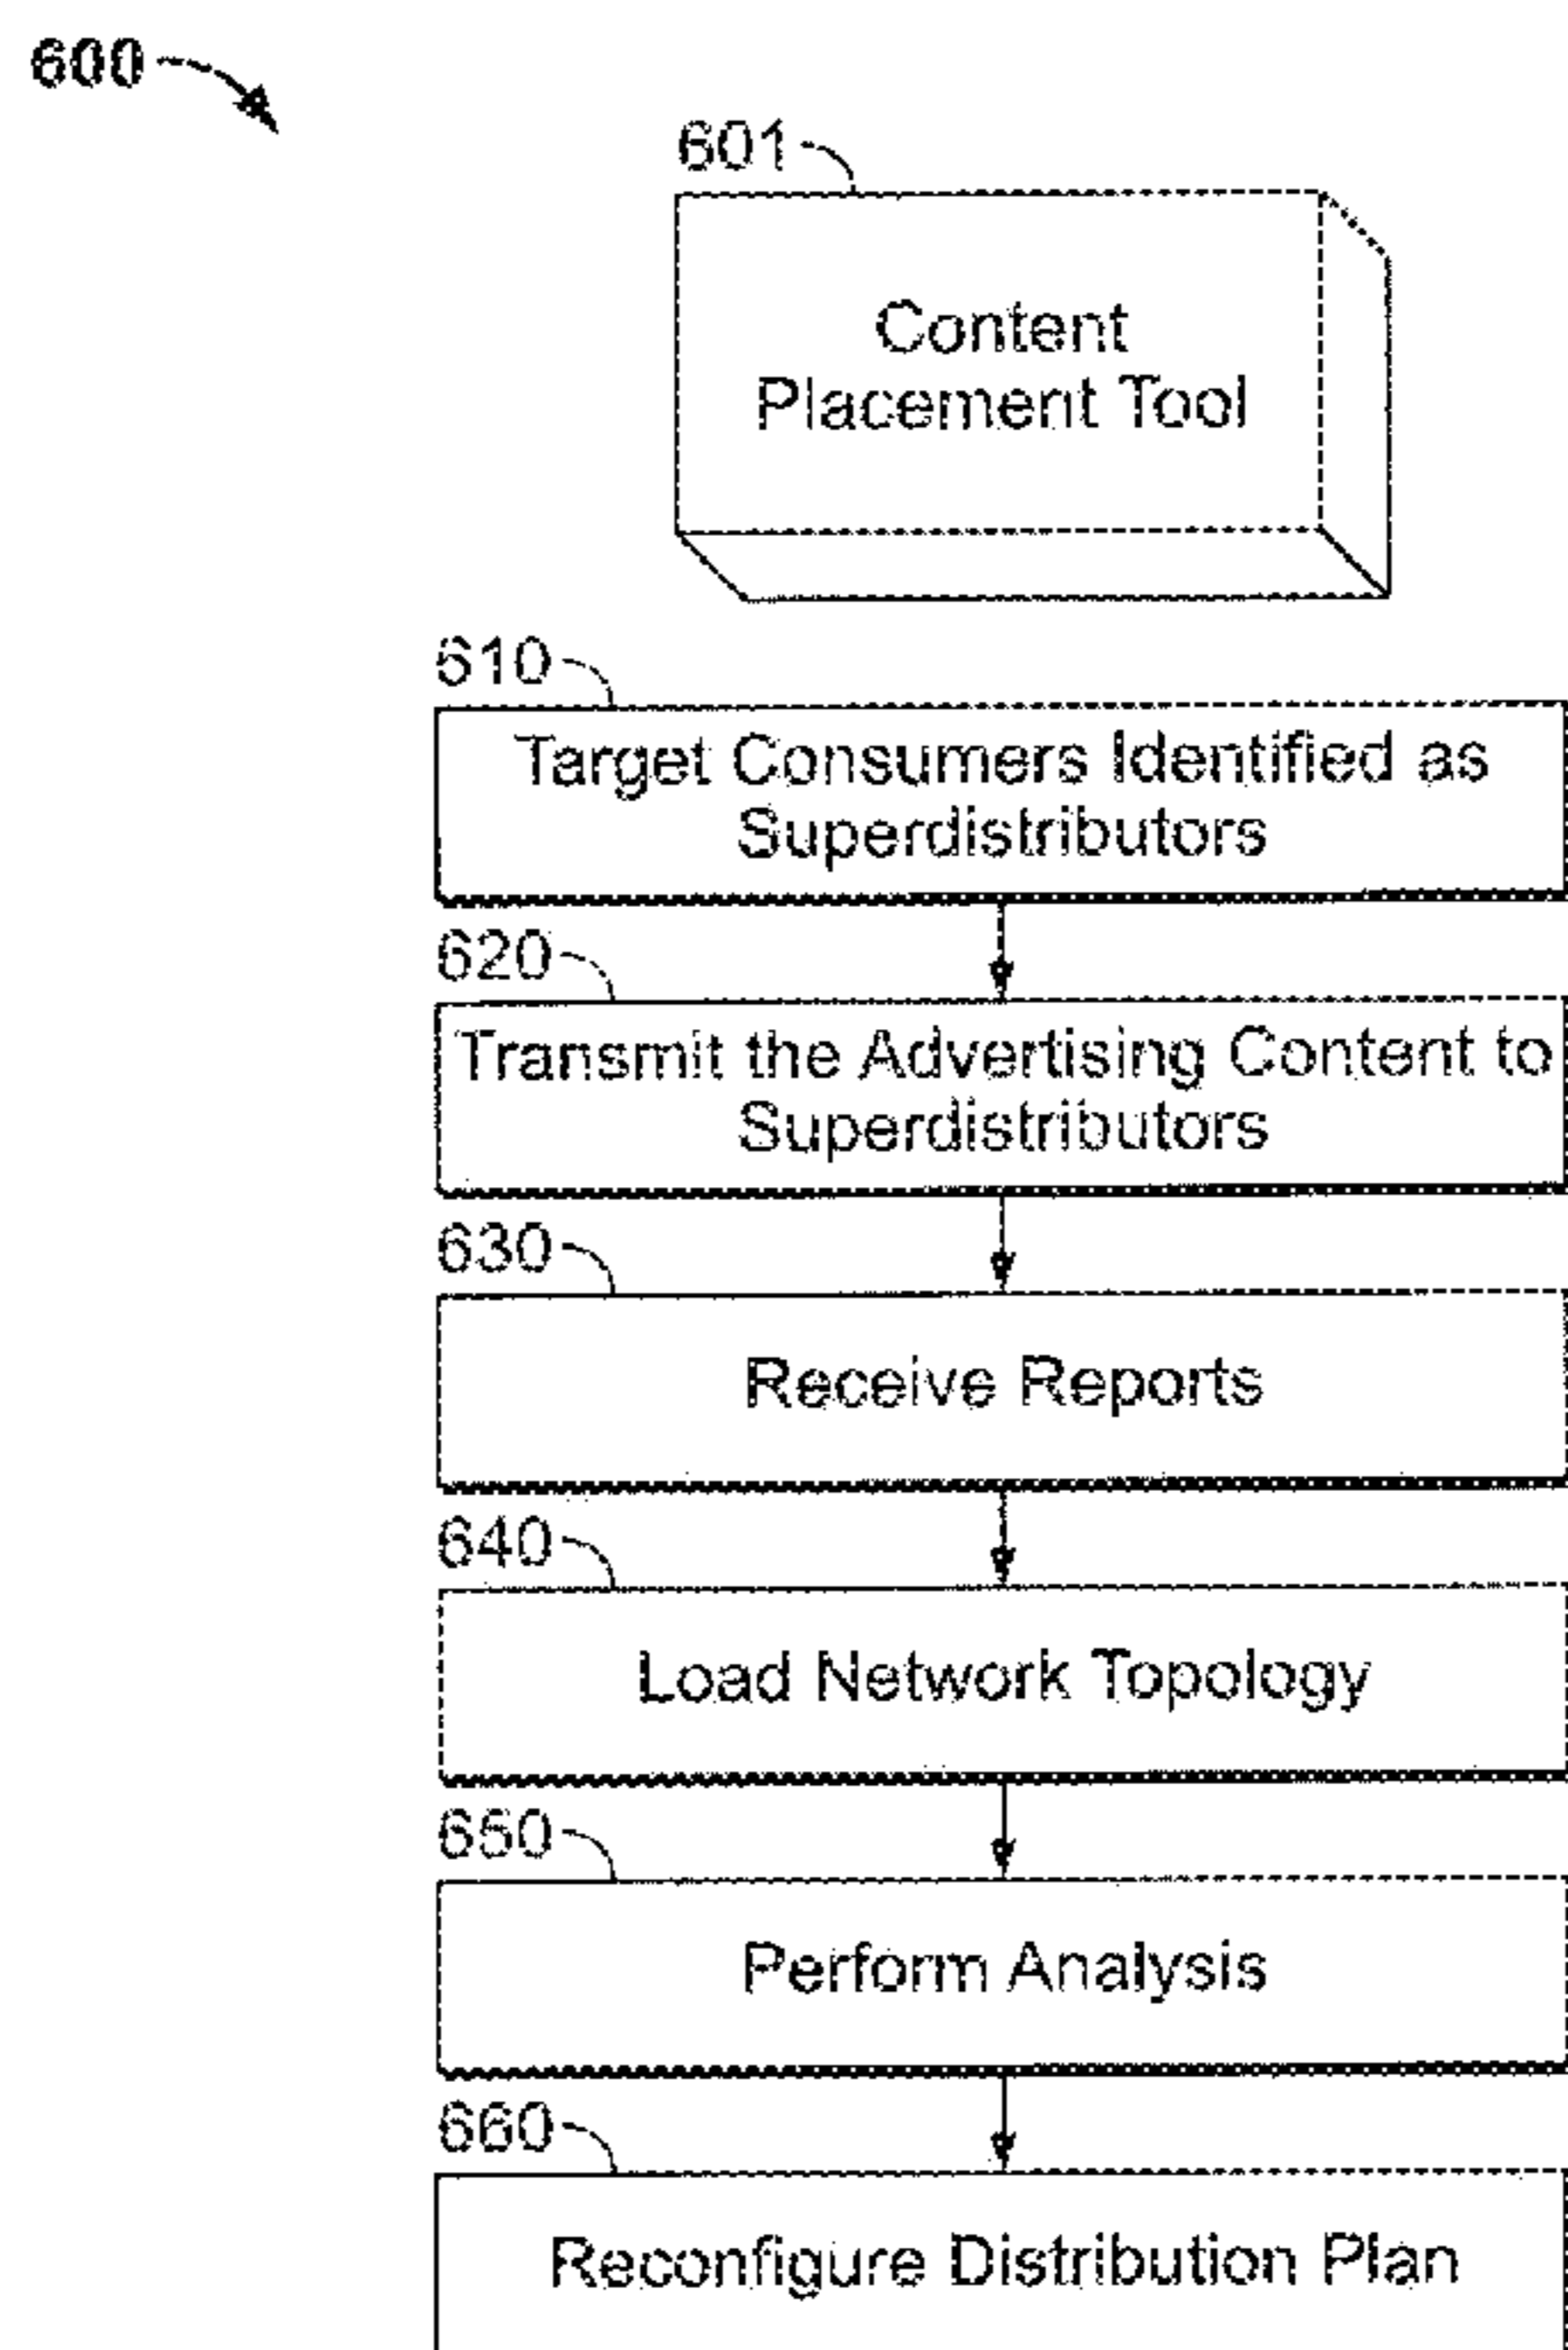 600
601
Content
Placement Tool
610
Target Consumers Identified as
Superdistributors
620
Transmit the Advertising Content to
Superdistributors
630
Receive Reports
640
Load Network Topology
650
Perform Analysis
660
Reconfigure Distribution Plan